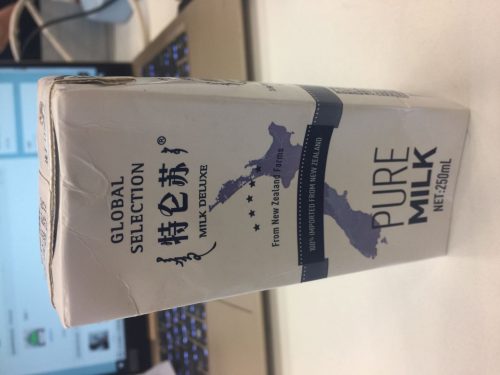 GLOBAL
SELECTION
特仑苏®
MILK DELUXE
From New Zealand Farms
100% IMPORTED FROM NEW ZEALAND
PURE
MILK
NET:250mL